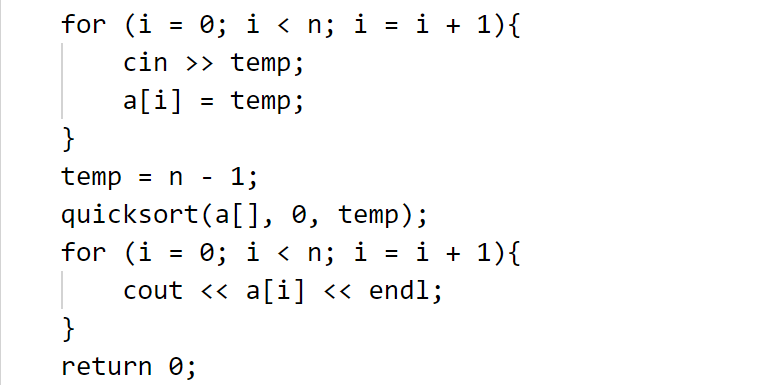 for (i = 0; i < n; i = i + 1){
cin >> temp;
a[i] = temp;
}
temp = n - 1;
quicksort(a[], 0, temp);
for (i = 0; i < n; i = i + 1){
cout << a[i] << endl;
}
return 0;